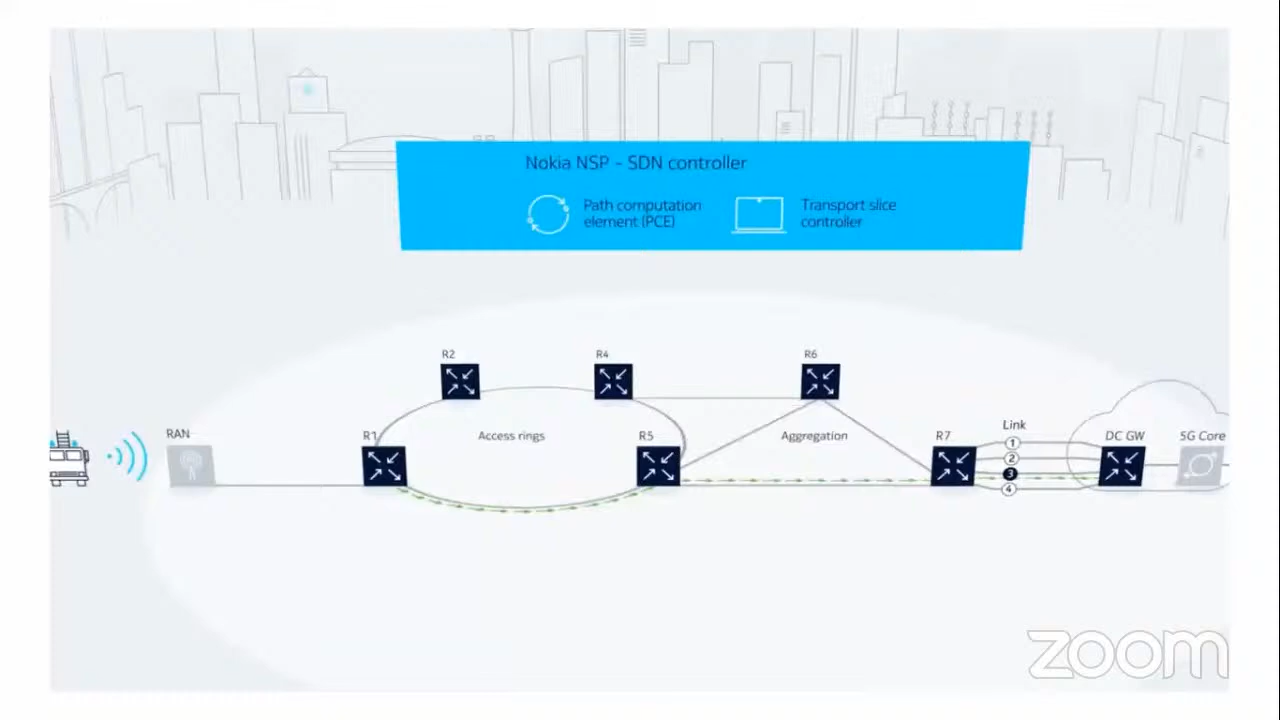 Nokia NSP - SDN controller
Path computation
element (PCE)
Transport slice
controller
R2
R4
R6
RAN
R1
Access rings
R5
Aggregation
R7
Link
1
2
3
4
DC GW
5G Core
zoom